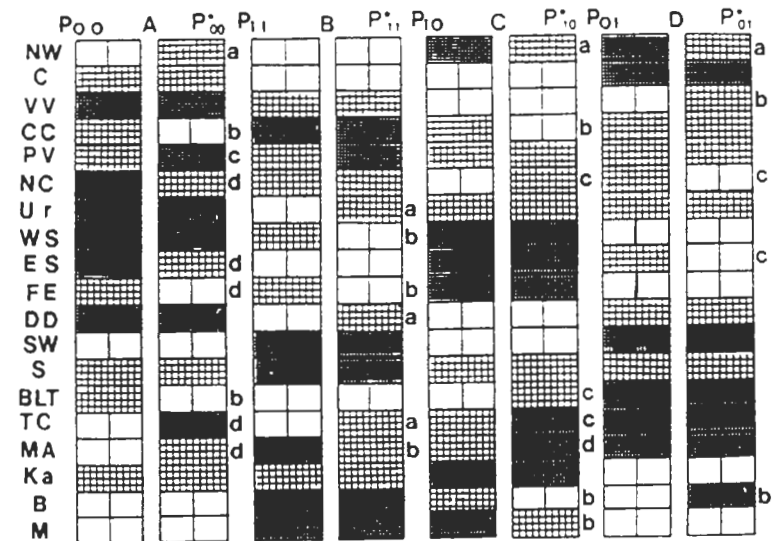 P00 A P*00 P11 B P*11 P10 C P*10 P01 D P*01
NW a a
C
VV b
CC b b
PV c
NC d c c
Ur a
WS b
ES d c
FE d b
DD a
SW
S
BLT b c
TC d a c
MA d b d
Ka
B b b
M b